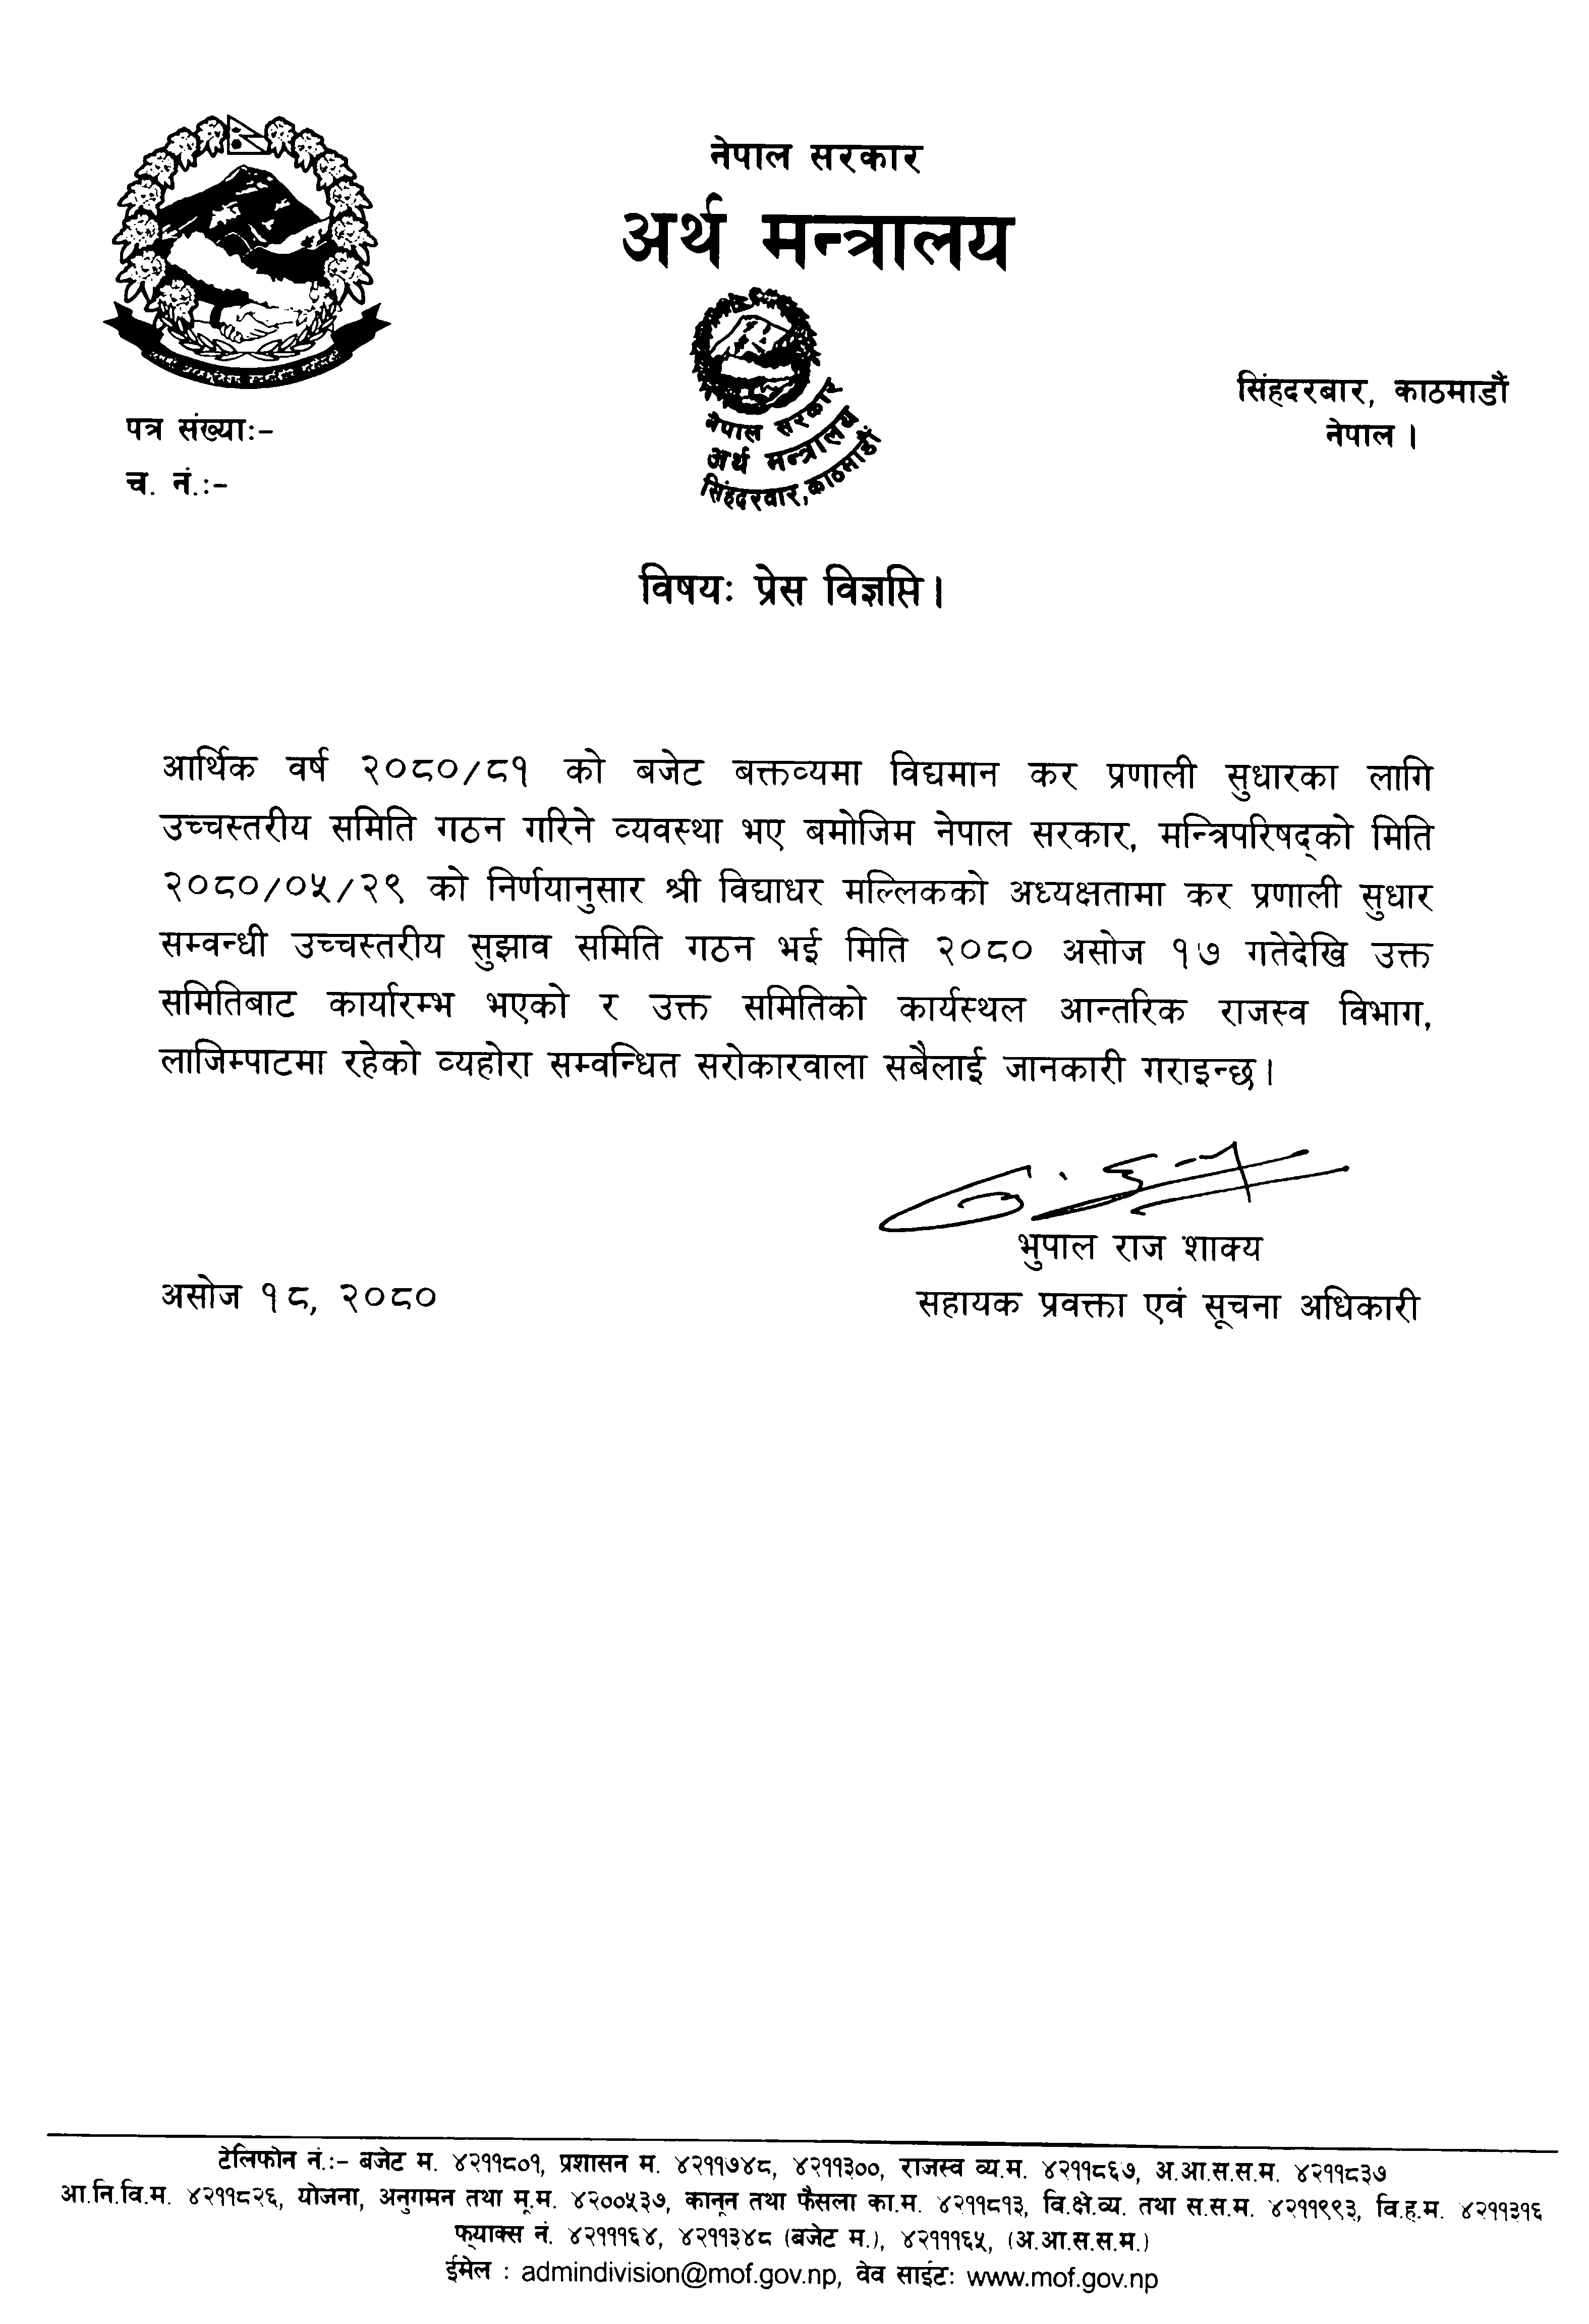 नेपाल सरकार
अर्थ मन्त्रालय
नेपाल सरकार
अर्थ मन्त्रालय
सिंहदरवार, काठमाडौं
सिंहदरबार, काठमाडौं
नेपाल ।
पत्र संख्याः-
च. नं.:-
विषयः प्रेस विज्ञप्ति।
आर्थिक वर्ष २०८०/८१ को बजेट बक्तव्यमा विद्यमान कर प्रणाली सुधारका लागि
उच्चस्तरीय समिति गठन गरिने व्यवस्था भए बमोजिम नेपाल सरकार, मन्त्रिपरिषद्को मिति
२०८०/०५/२९ को निर्णयानुसार श्री विद्याधर मल्लिकको अध्यक्षतामा कर प्रणाली सुधार
सम्वन्धी उच्चस्तरीय सुझाव समिति गठन भई मिति २०८० असोज १७ गतेदेखि उक्त
समितिबाट कार्यारम्भ भएको र उक्त समितिको कार्यस्थल आन्तरिक राजस्व विभाग,
लाजिम्पाटमा रहेको व्यहोरा सम्वन्धित सरोकारवाला सबैलाई जानकारी गराइन्छ।
भुपाल राज शाक्य
असोज १८, २०८०
सहायक प्रवक्ता एवं सूचना अधिकारी
टेलिफोन नं.:- बजेट म. ४२११८०१, प्रशासन म. ४२११७४८, ४२११३००, राजस्व व्य.म. ४२११८६७, अ.आ.स.स.म. ४२११८३७
आ.नि.वि.म. ४२११८२६, योजना, अनुगमन तथा मू.म. ४२००५३७, कानून तथा फैसला का.म. ४२११८१३, वि.क्षे.व्य. तथा स.स.म. ४२११९९३, वि.ह.म. ४२११३१६
फ्याक्स नं. ४२१११६४, ४२११३४८ (बजेट म.), ४२१११६५, (अ.आ.स.स.म.)
ईमेल : admindivision@mof.gov.np, वेव साईटः www.mof.gov.np